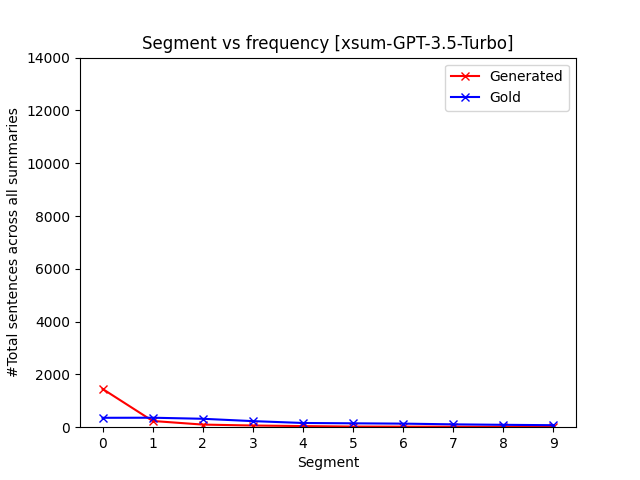 Segment vs frequency [xsum-GPT-3.5-Turbo]
Generated
Gold
#Total sentences across all summaries
14000
12000
10000
8000
6000
4000
2000
0
0 1 2 3 4 5 6 7 8 9
Segment